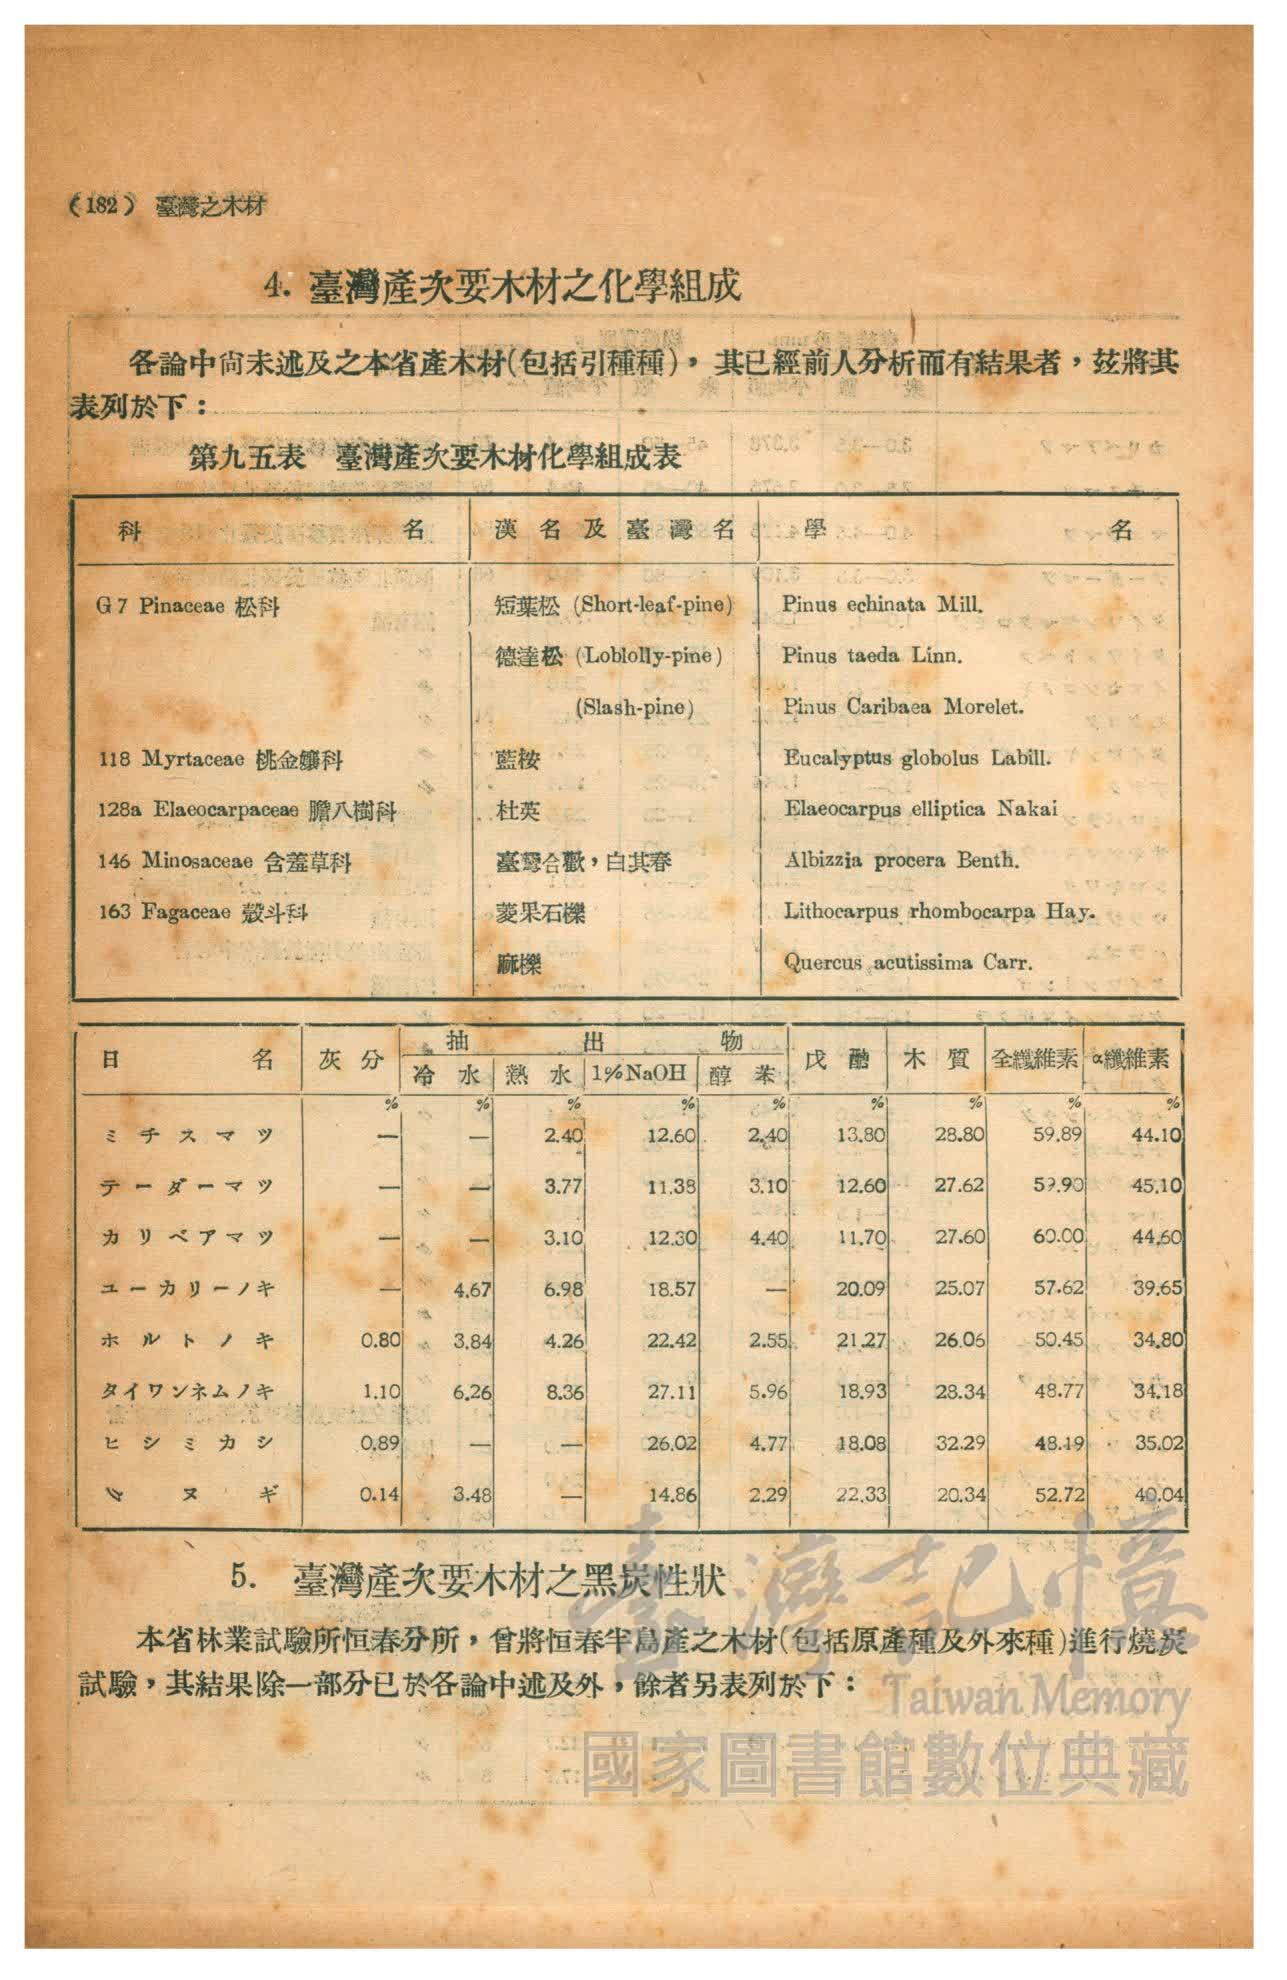 (182) 臺灣之木材
4. 臺灣產次要木材之化學組成
各論中尙未述及之本省產木材(包括引種種)，其已經前人分析而有結果者，茲將其
表列於下：
第九五表 臺灣產次要木材化學組成表
科名 漢名及臺灣名 學名
G 7 Pinaceae 松科 短葉松 (Short-leaf-pine) Pinus echinata Mill.
德達松 (Loblolly-pine) Pinus taeda Linn.
(Slash-pine) Pinus Caribaea Morelet.
118 Myrtaceae 桃金孃科 藍桉 Eucalyptus globolus Labill.
128a Elaeocarpaceae 膽八樹科 杜英 Elaeocarpus elliptica Nakai
146 Minosaceae 含羞草科 臺灣合歡，白其春 Albizzia procera Benth.
163 Fagaceae 殼斗科 菱果石櫟 Lithocarpus rhombocarpa Hay.
麻櫟 Quercus acutissima Carr.
日名 灰分 抽出物 戊醣 木質 全纖維素 α纖維素
冷水 熱水 1%NaOH 醇苯
% % % % % % % % %
ミチスマツ — — 2.40 12.60 2.40 13.80 28.80 59.89 44.10
テーダーマツ — — 3.77 11.38 3.10 12.60 27.62 59.90 45.10
カリベアマツ — — 3.10 12.30 4.40 11.70 27.60 60.00 44.60
ユーカリーノキ — 4.67 6.98 18.57 — 20.09 25.07 57.62 39.65
ホルトノキ 0.80 3.84 4.26 22.42 2.55 21.27 26.06 50.45 34.80
タイワンネムノキ 1.10 6.26 8.36 27.11 5.96 18.93 28.34 48.77 34.18
ヒシミカシ 0.89 — — 26.02 4.77 18.08 32.29 48.19 35.02
ヌギ 0.14 3.48 — 14.86 2.29 22.33 20.34 52.72 40.04
5. 臺灣產次要木材之黑炭性狀
本省林業試驗所恒春分所，曾將恒春半島產之木材(包括原產種及外來種)進行燒炭
試驗，其結果除一部分已於各論中述及外，餘者另表列於下：
臺灣記憶
Taiwan Memory
國家圖書館數位典藏